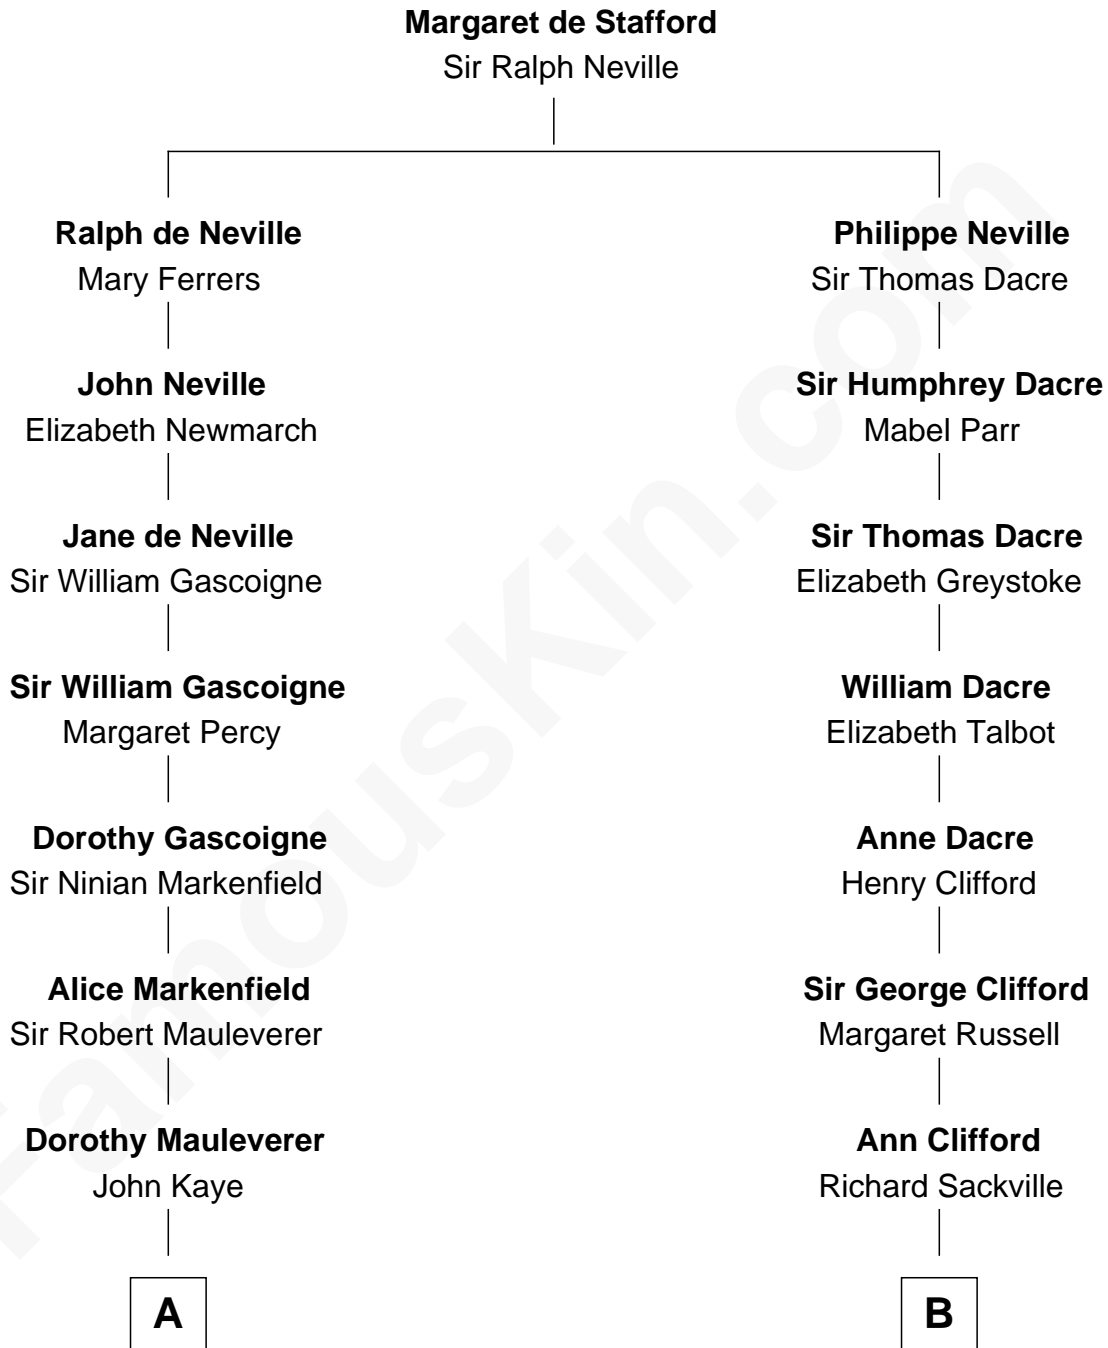 Margaret de Stafford
Sir Ralph Neville
Ralph de Neville
Mary Ferrers
Philippe Neville
Sir Thomas Dacre
John Neville
Elizabeth Newmarch
Sir Humphrey Dacre
Mabel Parr
Jane de Neville
Sir William Gascoigne
Sir Thomas Dacre
Elizabeth Greystoke
Sir William Gascoigne
Margaret Percy
William Dacre
Elizabeth Talbot
Dorothy Gascoigne
Sir Ninian Markenfield
Anne Dacre
Henry Clifford
Alice Markenfield
Sir Robert Mauleverer
Sir George Clifford
Margaret Russell
Dorothy Mauleverer
John Kaye
Ann Clifford
Richard Sackville
A
B
FamousKin.com